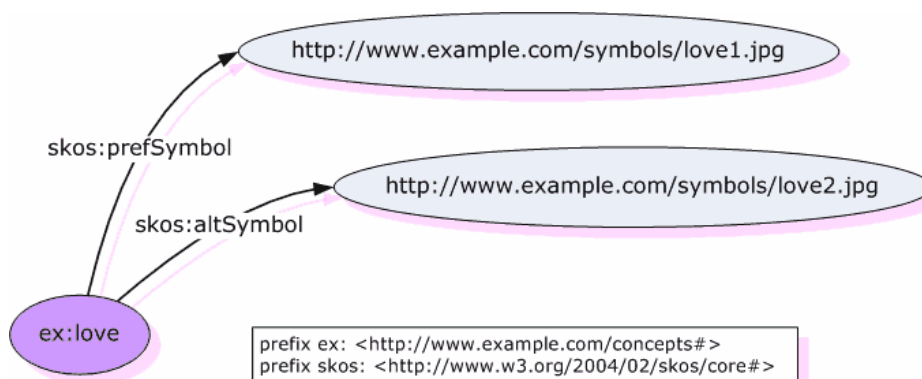 http://www.example.com/symbols/love1.jpg
skos:prefSymbol
http://www.example.com/symbols/love2.jpg
skos:altSymbol
ex:love
prefix ex: <http://www.example.com/concepts#>
prefix skos: <http://www.w3.org/2004/02/skos/core#>